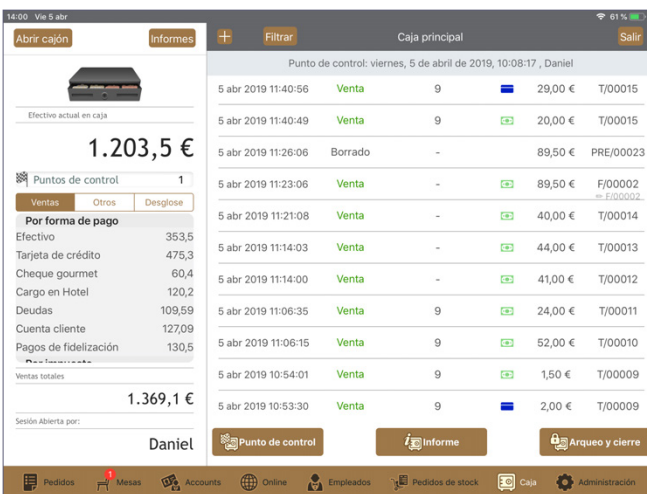 14:00 Vie 5 abr
61 %
Abrir cajón
Informes
Efectivo actual en caja
1.203,5 €
Puntos de control 1
Ventas Otros Desglose
Por forma de pago
Efectivo 353,5
Tarjeta de crédito 475,3
Cheque gourmet 60,4
Cargo en Hotel 120,2
Deudas 109,59
Cuenta cliente 127,09
Pagos de fidelización 130,5
Por impuesto
Ventas totales
1.369,1 €
Sesión Abierta por:
Daniel
+ Filtrar Caja principal Salir
Punto de control: viernes, 5 de abril de 2019, 10:08:17 , Daniel
5 abr 2019 11:40:56 Venta 9 29,00 € T/00015
5 abr 2019 11:40:49 Venta 9 20,00 € T/00015
5 abr 2019 11:26:06 Borrado - 89,50 € PRE/00023
5 abr 2019 11:23:06 Venta - 89,50 € F/00002
F/00002
5 abr 2019 11:21:08 Venta - 40,00 € T/00014
5 abr 2019 11:14:03 Venta - 44,00 € T/00013
5 abr 2019 11:14:00 Venta - 41,00 € T/00012
5 abr 2019 11:06:35 Venta 9 24,00 € T/00011
5 abr 2019 11:06:15 Venta 9 52,00 € T/00010
5 abr 2019 10:54:01 Venta 9 1,50 € T/00009
5 abr 2019 10:53:30 Venta 9 2,00 € T/00009
Punto de control Informe Arqueo y cierre
Pedidos 1 Mesas Accounts Online Empleados Pedidos de stock Caja Administración